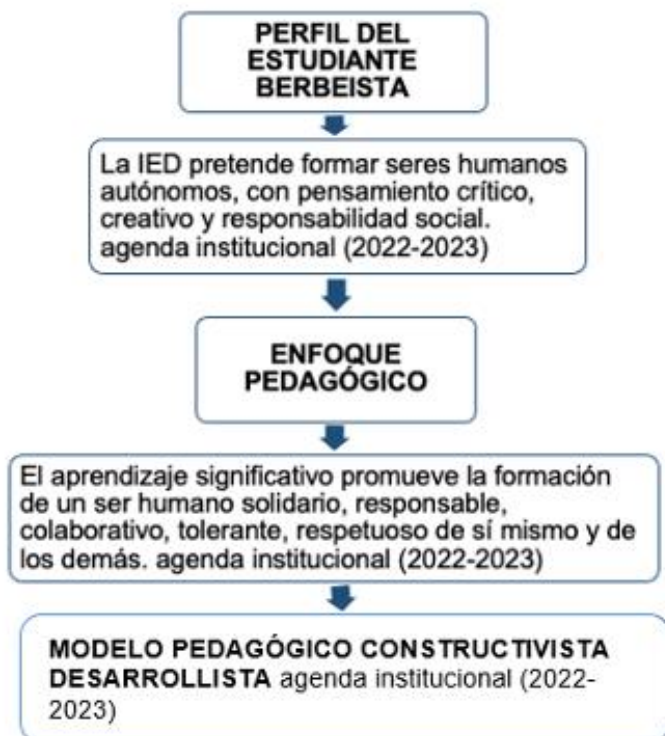 PERFIL DEL
ESTUDIANTE
BERBEISTA
La IED pretende formar seres humanos
autónomos, con pensamiento crítico,
creativo y responsabilidad social.
agenda institucional (2022-2023)
ENFOQUE
PEDAGÓGICO
El aprendizaje significativo promueve la formación
de un ser humano solidario, responsable,
colaborativo, tolerante, respetuoso de sí mismo y de
los demás. agenda institucional (2022-2023)
MODELO PEDAGÓGICO CONSTRUCTIVISTA
DESARROLLISTA agenda institucional (2022-
2023)